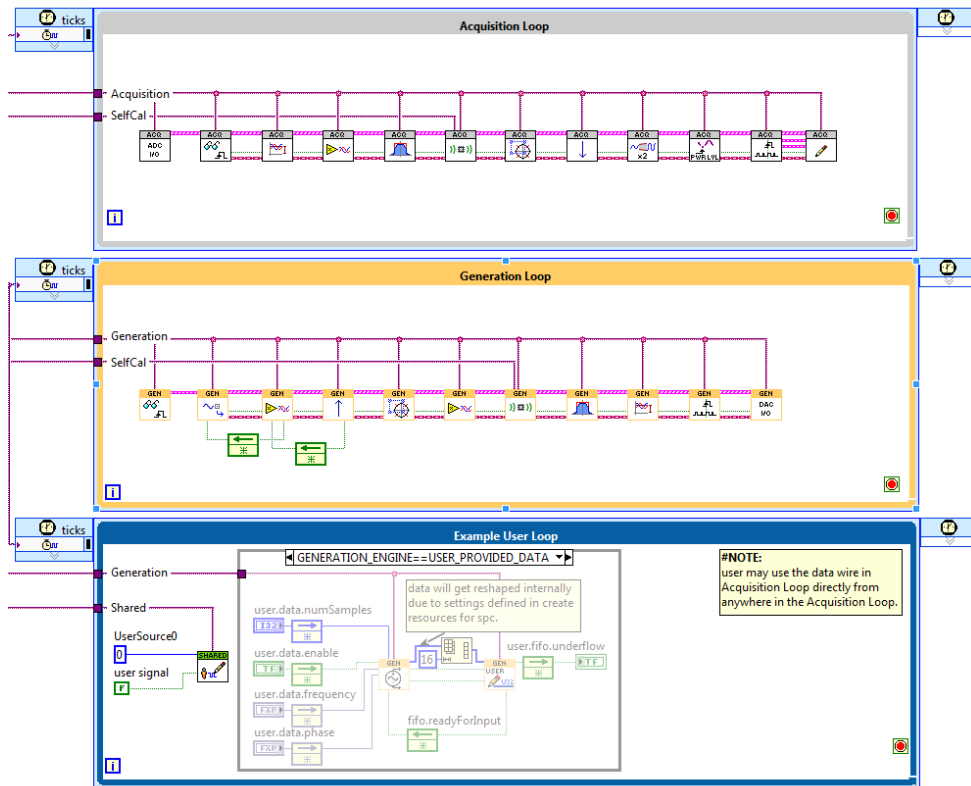 ticks
Acquisition Loop
Acquisition
SelfCal
ACQ ACQ ACQ ACQ ACQ ACQ ACQ ACQ ACQ ACQ ACQ ACQ
ADC
I/O
x2
PWR LVL
i
ticks
Generation Loop
Generation
SelfCal
GEN GEN GEN GEN GEN GEN GEN GEN GEN GEN GEN
DAC
I/O
i
ticks
Example User Loop
GENERATION_ENGINE==USER_PROVIDED_DATA
#NOTE:
user may use the data wire in
Acquisition Loop directly from
anywhere in the Acquisition Loop.
Generation
data will get reshaped internally
due to settings defined in create
resources for spc.
Shared
user.data.numSamples
I32
UserSource0
0
user.data.enable
TF
16
user.fifo.underflow
TF
SHARED
user signal
F
GEN
GEN
USER
U32
user.data.frequency
FXP
fifo.readyForInput
user.data.phase
FXP
i